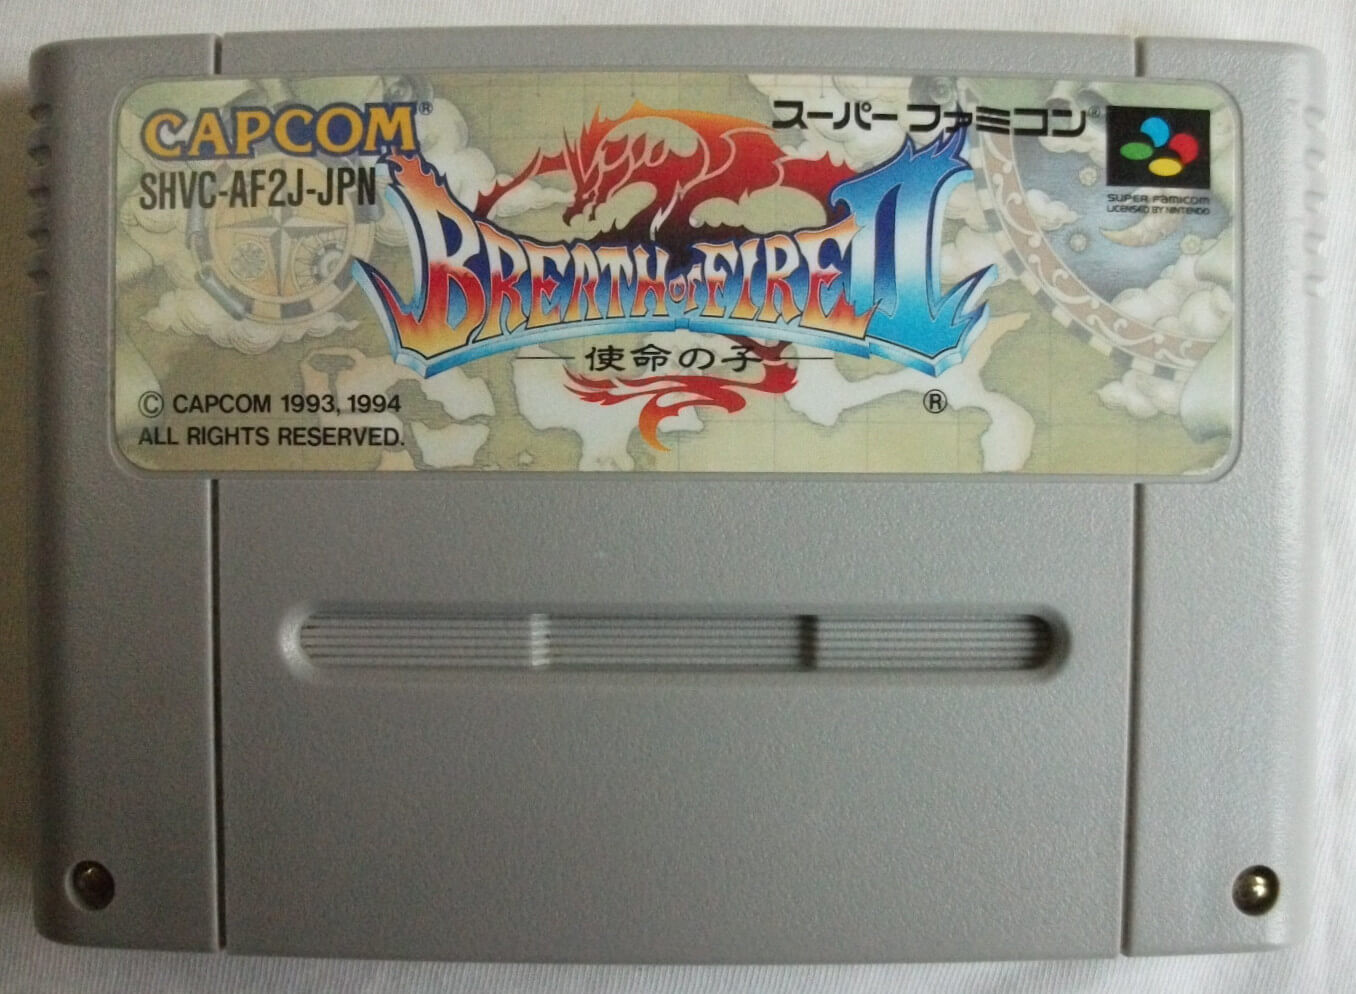 CAPCOM®
スーパーファミコン®
SHVC-AF2J-JPN
SUPER FAMICOM
LICENSED BY NINTENDO
BREATH OF FIRE II
使命の子
®
© CAPCOM 1993, 1994
ALL RIGHTS RESERVED.